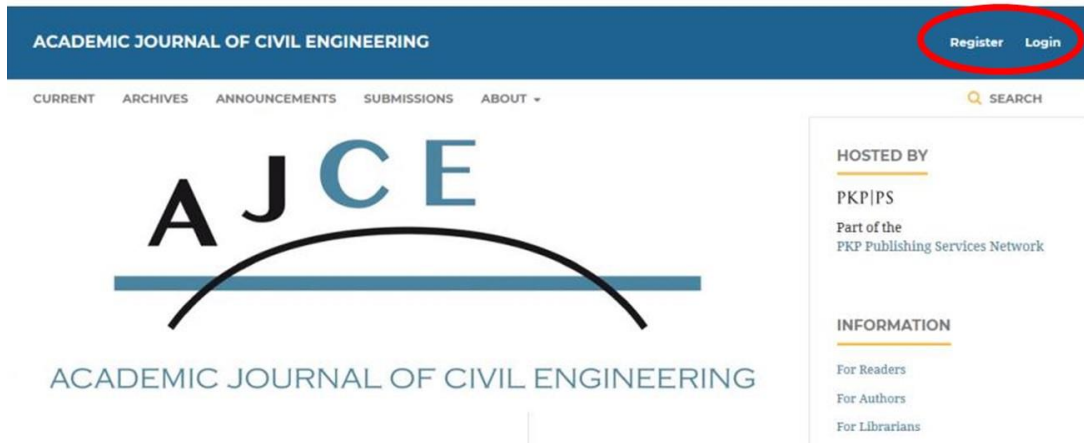 ACADEMIC JOURNAL OF CIVIL ENGINEERING
Register Login
CURRENT ARCHIVES ANNOUNCEMENTS SUBMISSIONS ABOUT
SEARCH
AJCE
ACADEMIC JOURNAL OF CIVIL ENGINEERING
HOSTED BY
PKP|PS
Part of the
PKP Publishing Services Network
INFORMATION
For Readers
For Authors
For Librarians